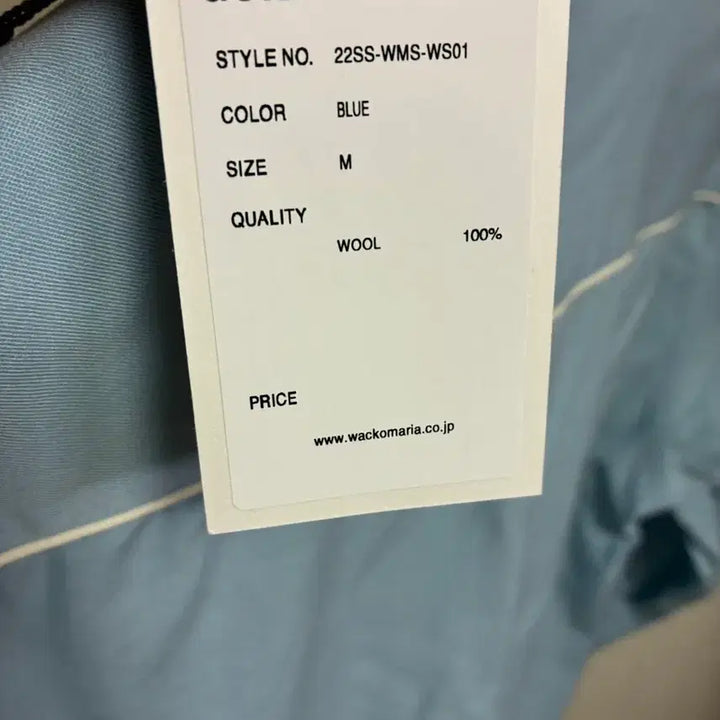 STYLE NO. 22SS-WMS-WS01
COLOR BLUE
SIZE M
QUALITY
WOOL 100%
PRICE
www.wackomaria.co.jp